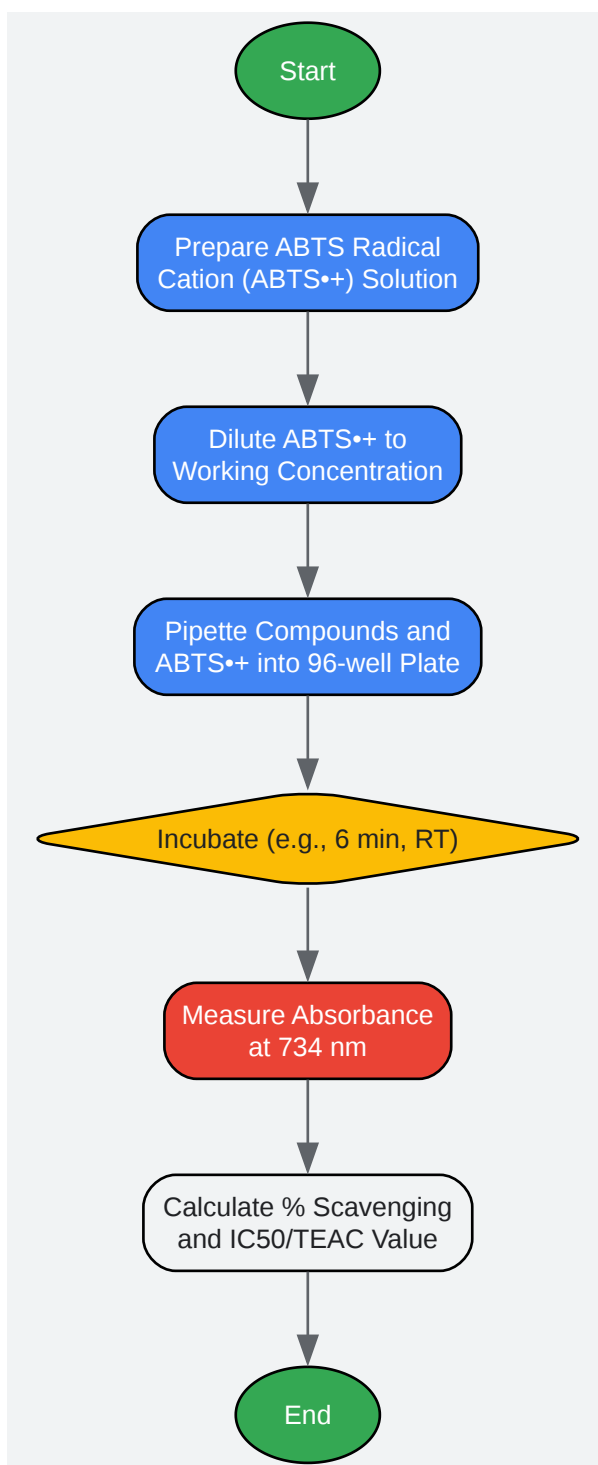 Start
Prepare ABTS Radical
Cation (ABTS•+) Solution
Dilute ABTS•+ to
Working Concentration
Pipette Compounds and
ABTS•+ into 96-well Plate
Incubate (e.g., 6 min, RT)
Measure Absorbance
at 734 nm
Calculate % Scavenging
and IC50/TEAC Value
End